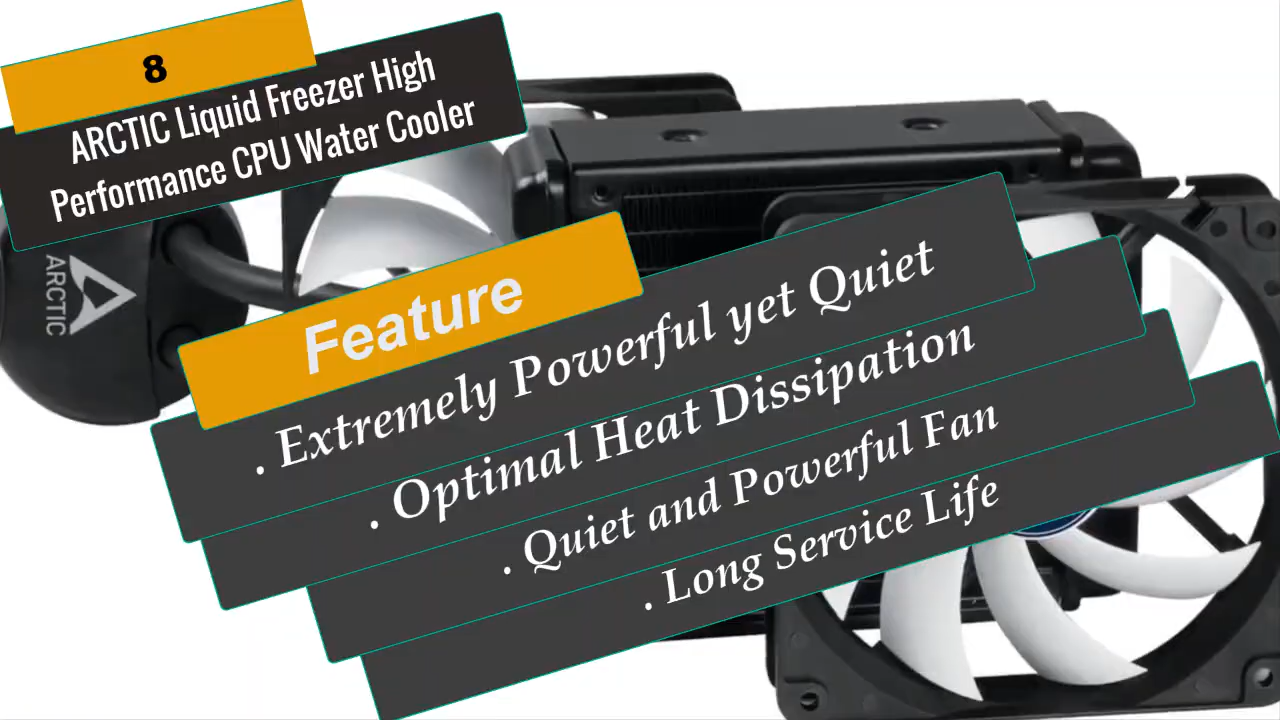 8
ARCTIC Liquid Freezer High
Performance CPU Water Cooler
ARCTIC
Feature
. Extremely Powerful yet Quiet
. Optimal Heat Dissipation
. Quiet and Powerful Fan
. Long Service Life